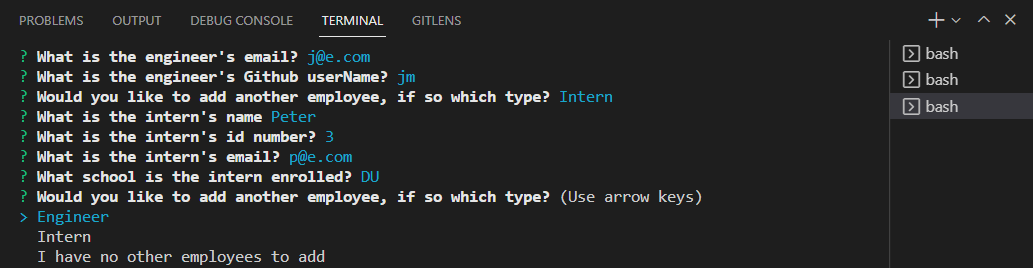 PROBLEMS OUTPUT DEBUG CONSOLE TERMINAL GITLENS
? What is the engineer's email? j@e.com
? What is the engineer's Github userName? jm
? Would you like to add another employee, if so which type? Intern
? What is the intern's name Peter
? What is the intern's id number? 3
? What is the intern's email? p@e.com
? What school is the intern enrolled? DU
? Would you like to add another employee, if so which type? (Use arrow keys)
> Engineer
Intern
I have no other employees to add
bash
bash
bash